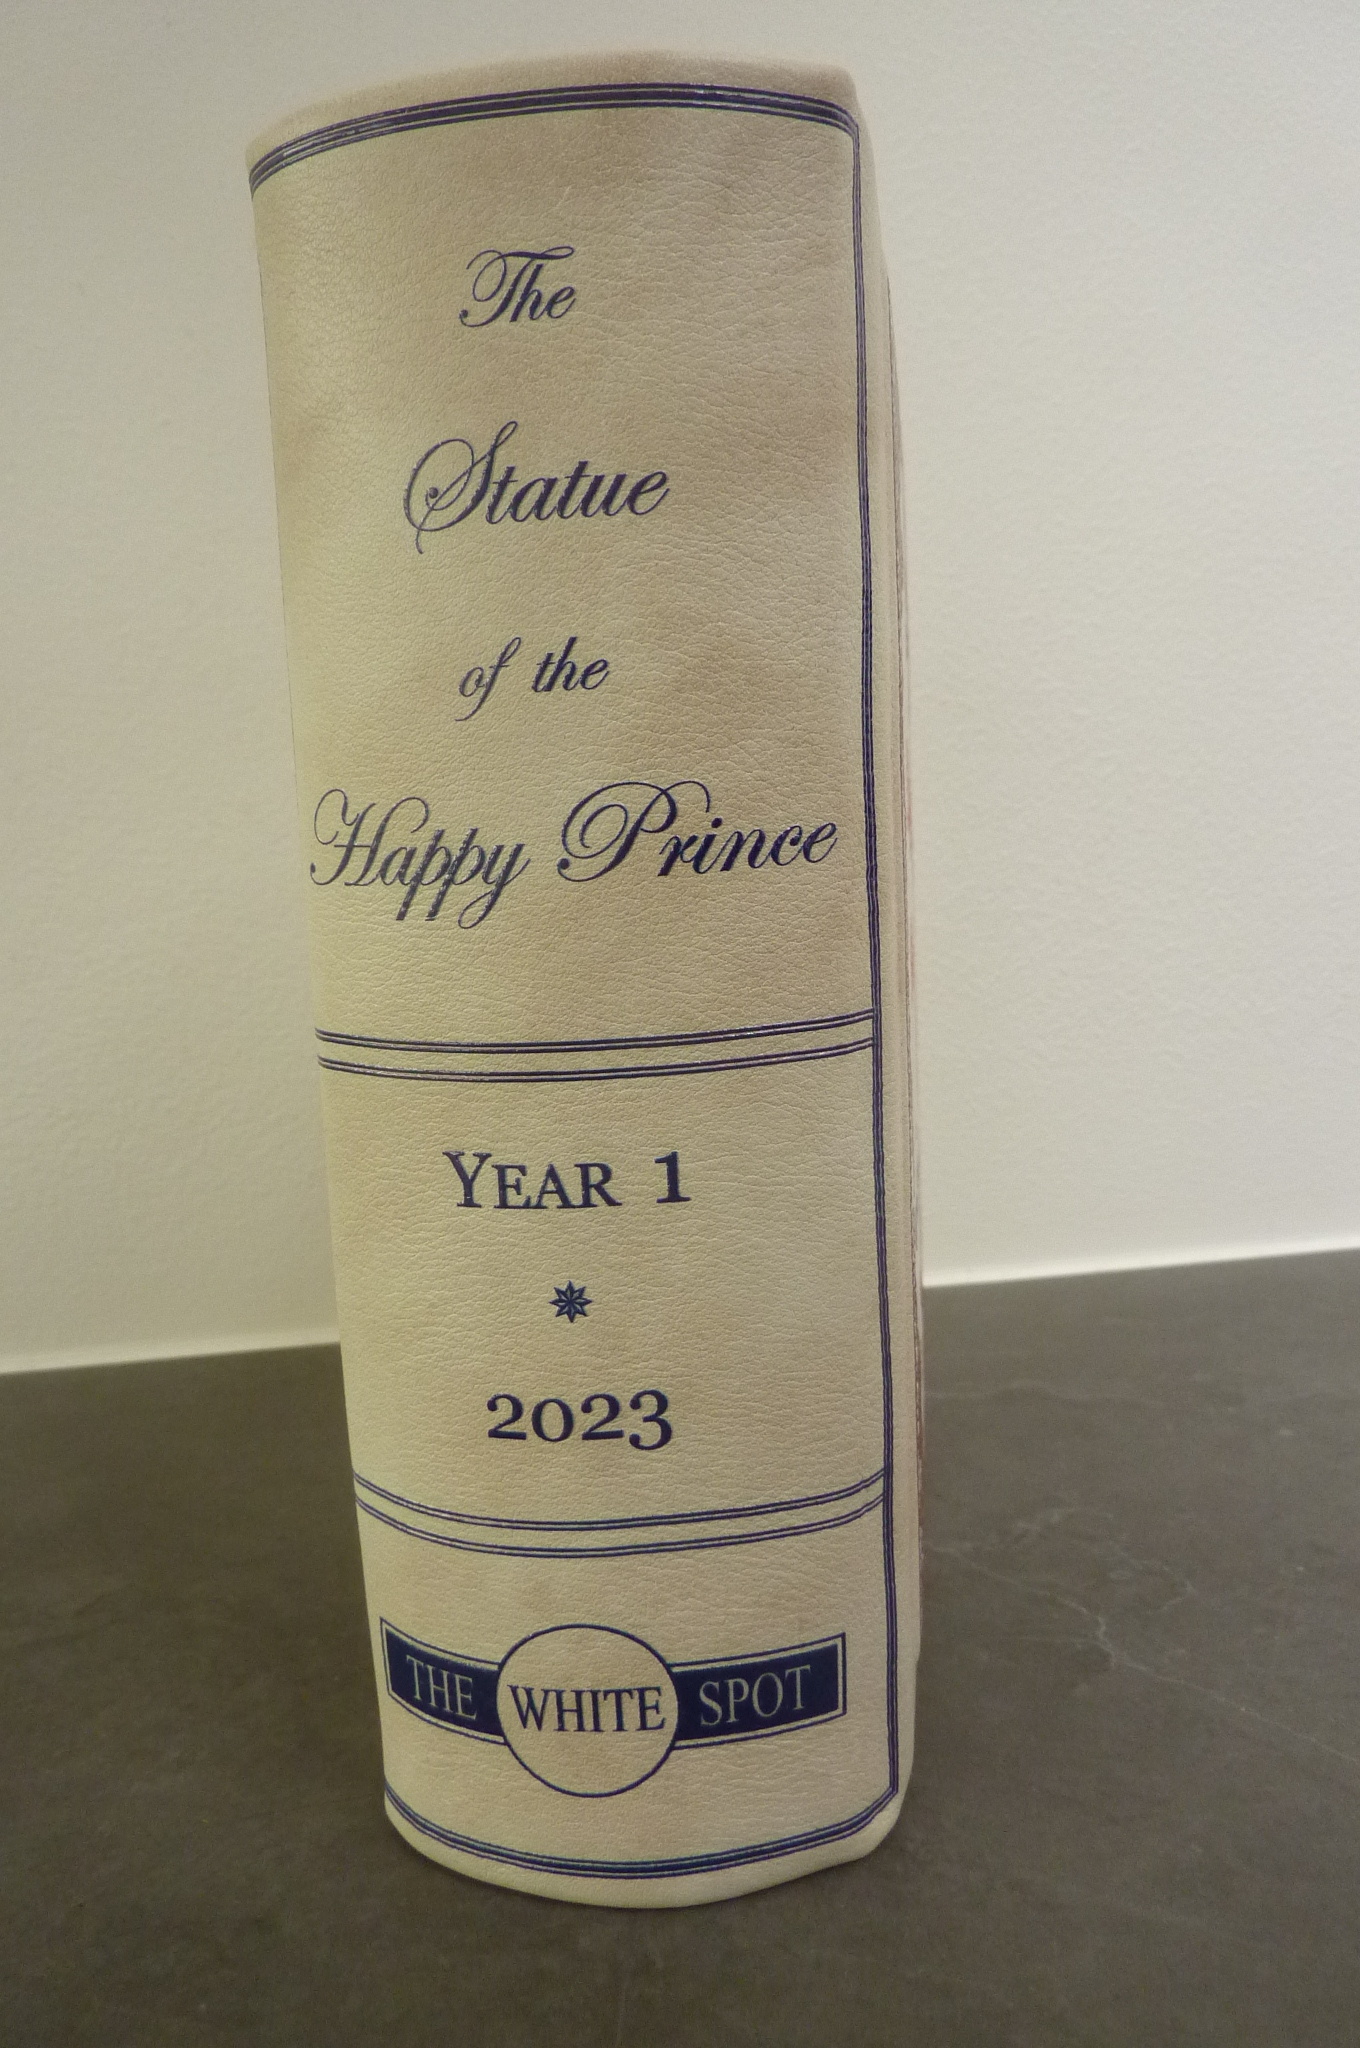 The
Statue
of the
Happy Prince
YEAR 1
2023
THE WHITE SPOT